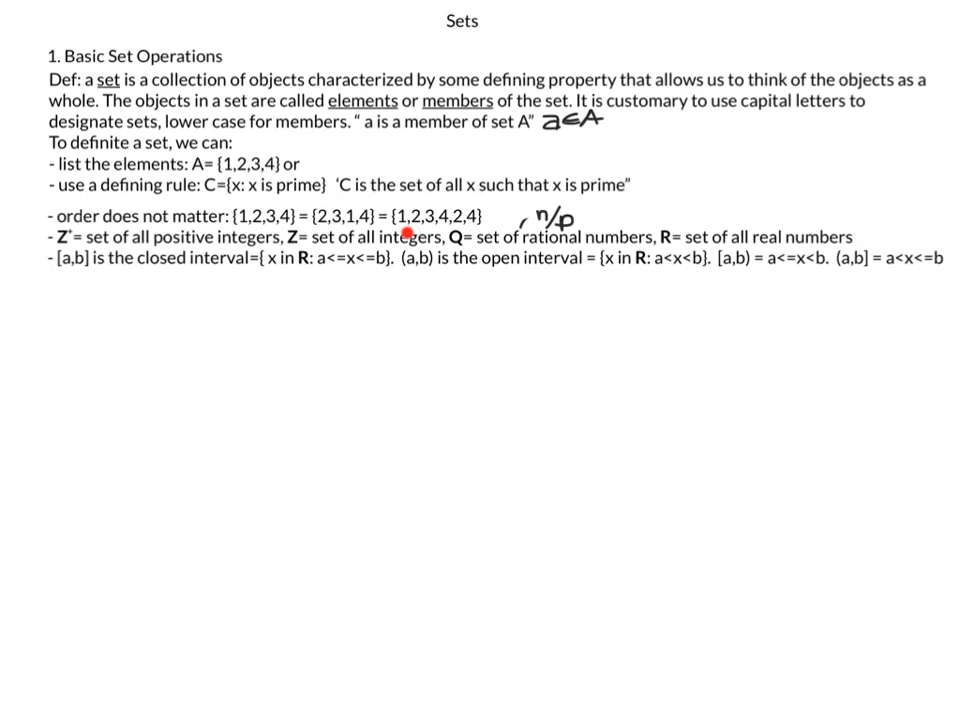 Sets
1. Basic Set Operations
Def: a set is a collection of objects characterized by some defining property that allows us to think of the objects as a
whole. The objects in a set are called elements or members of the set. It is customary to use capital letters to
designate sets, lower case for members. “ a is a member of set A” a∈A
To definite a set, we can:
- list the elements: A= {1,2,3,4} or
- use a defining rule: C={x: x is prime} ‘C is the set of all x such that x is prime”
- order does not matter: {1,2,3,4} = {2,3,1,4} = {1,2,3,4,2,4} n/p
- Z⁺= set of all positive integers, Z= set of all integers, Q= set of rational numbers, R= set of all real numbers
- [a,b] is the closed interval={ x in R: a<=x<=b}. (a,b) is the open interval = {x in R: a<x<b}. [a,b) = a<=x<b. (a,b] = a<x<=b